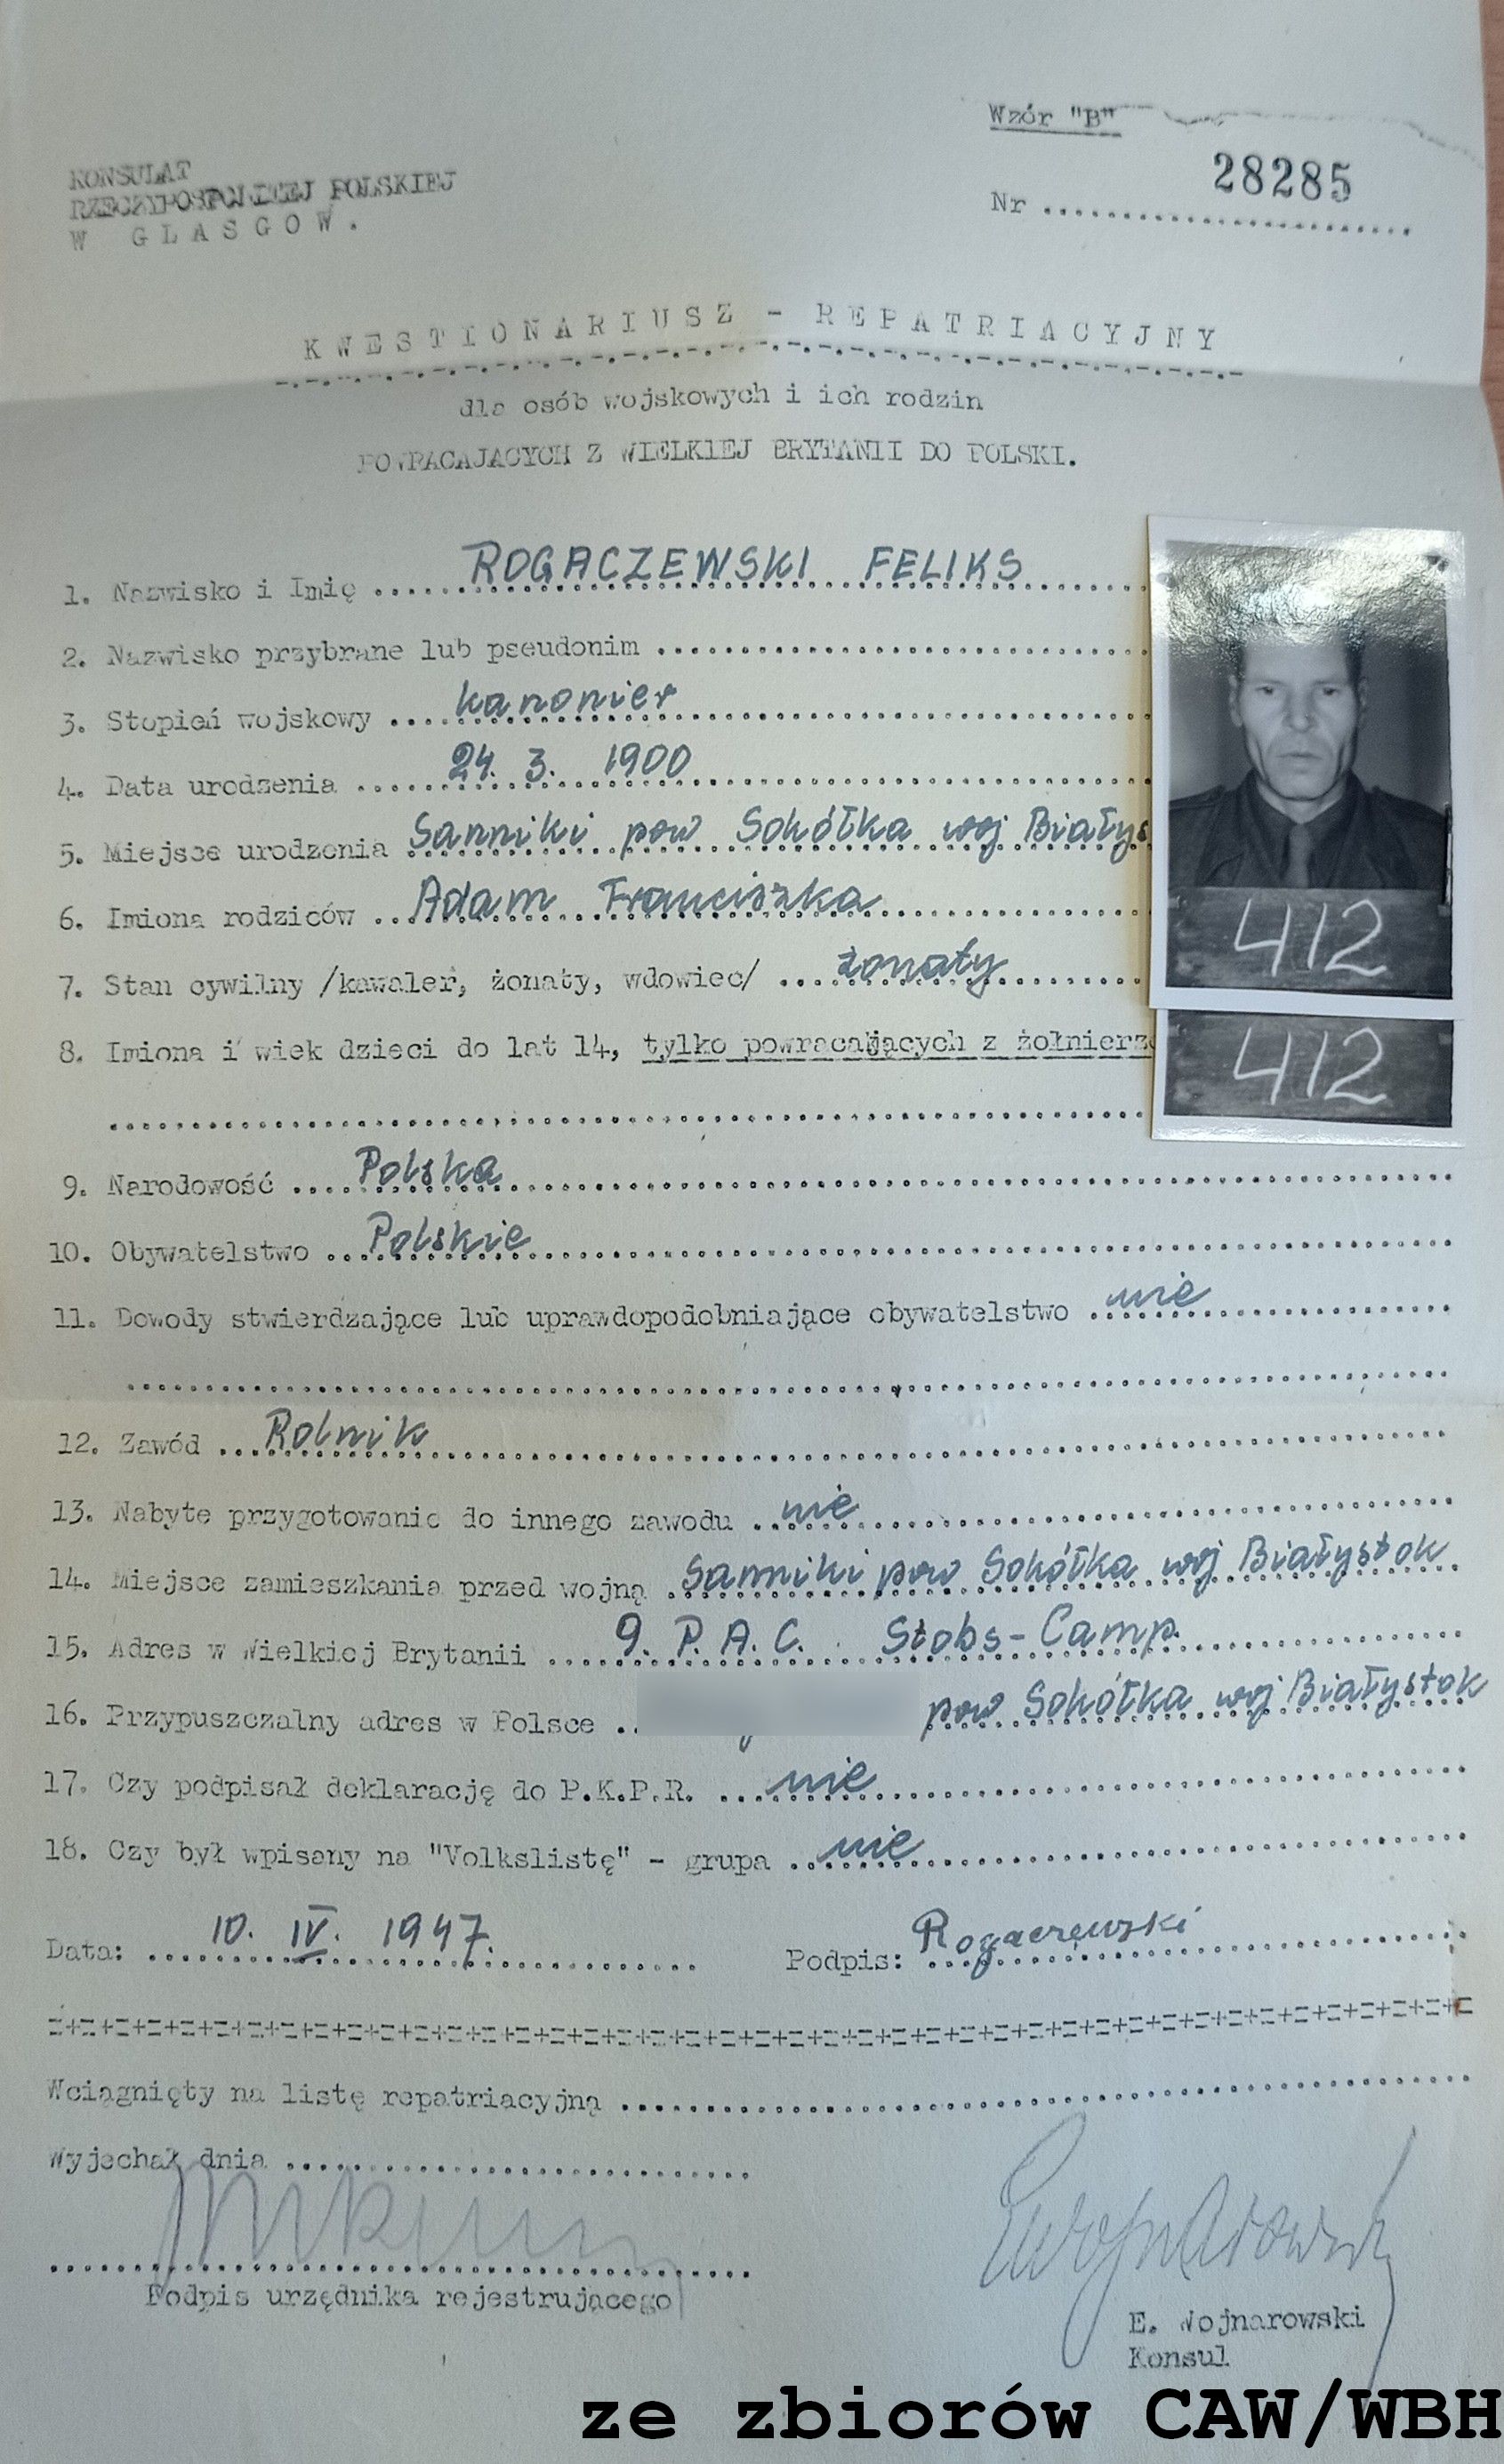 Wzór "B"
KONSULAT
RZECZYPOSPOLITEJ POLSKIEJ
W GLASGOW.
Nr ........ 28285
KWESTIONARIUSZ - REPATRIACYJNY
dla osób wojskowych i ich rodzin
POWRACAJACYCH Z WIELKIEJ BRYTANII DO POLSKI.
1. Nazwisko i Imię ROGACZEWSKI FELIKS
2. Nazwisko przybrane lub pseudonim
3. Stopień wojskowy kanonier
4. Data urodzenia 24. 3. 1900
5. Miejsce urodzenia Sanniki pow Sokółka woj Białys
6. Imiona rodziców Adam Franciszka
412
7. Stan cywilny /kawaler, żonaty, wdowiec/ żonaty
8. Imiona i wiek dzieci do lat 14, tylko powracających z żołnierz
412
9. Narodowość Polska
10. Obywatelstwo Polskie
11. Dowody stwierdzające lub uprawdopodobniające obywatelstwo nie
12. Zawód Rolnik
13. Nabyte przygotowanie do innego zawodu nie
14. Miejsce zamieszkania przed wojną Sanniki pow Sokółka woj Białystok
15. Adres w Wielkiej Brytanii 9. P. A. C. Stobs-Camp
16. Przypuszczalny adres w Polsce pow Sokółka woj Białystok
17. Czy podpisał deklarację do P.K.P.R. nie
18. Czy był wpisany na "Volkslistę" - grupa nie
Data: 10. IV. 1947. Podpis: Rogaczewski
Wciągnięty na listę repatriacyjną
Wyjechał dnia
Podpis urzędnika rejestrującego
E. Wojnarowski
Konsul
ze zbiorów CAW/WBH